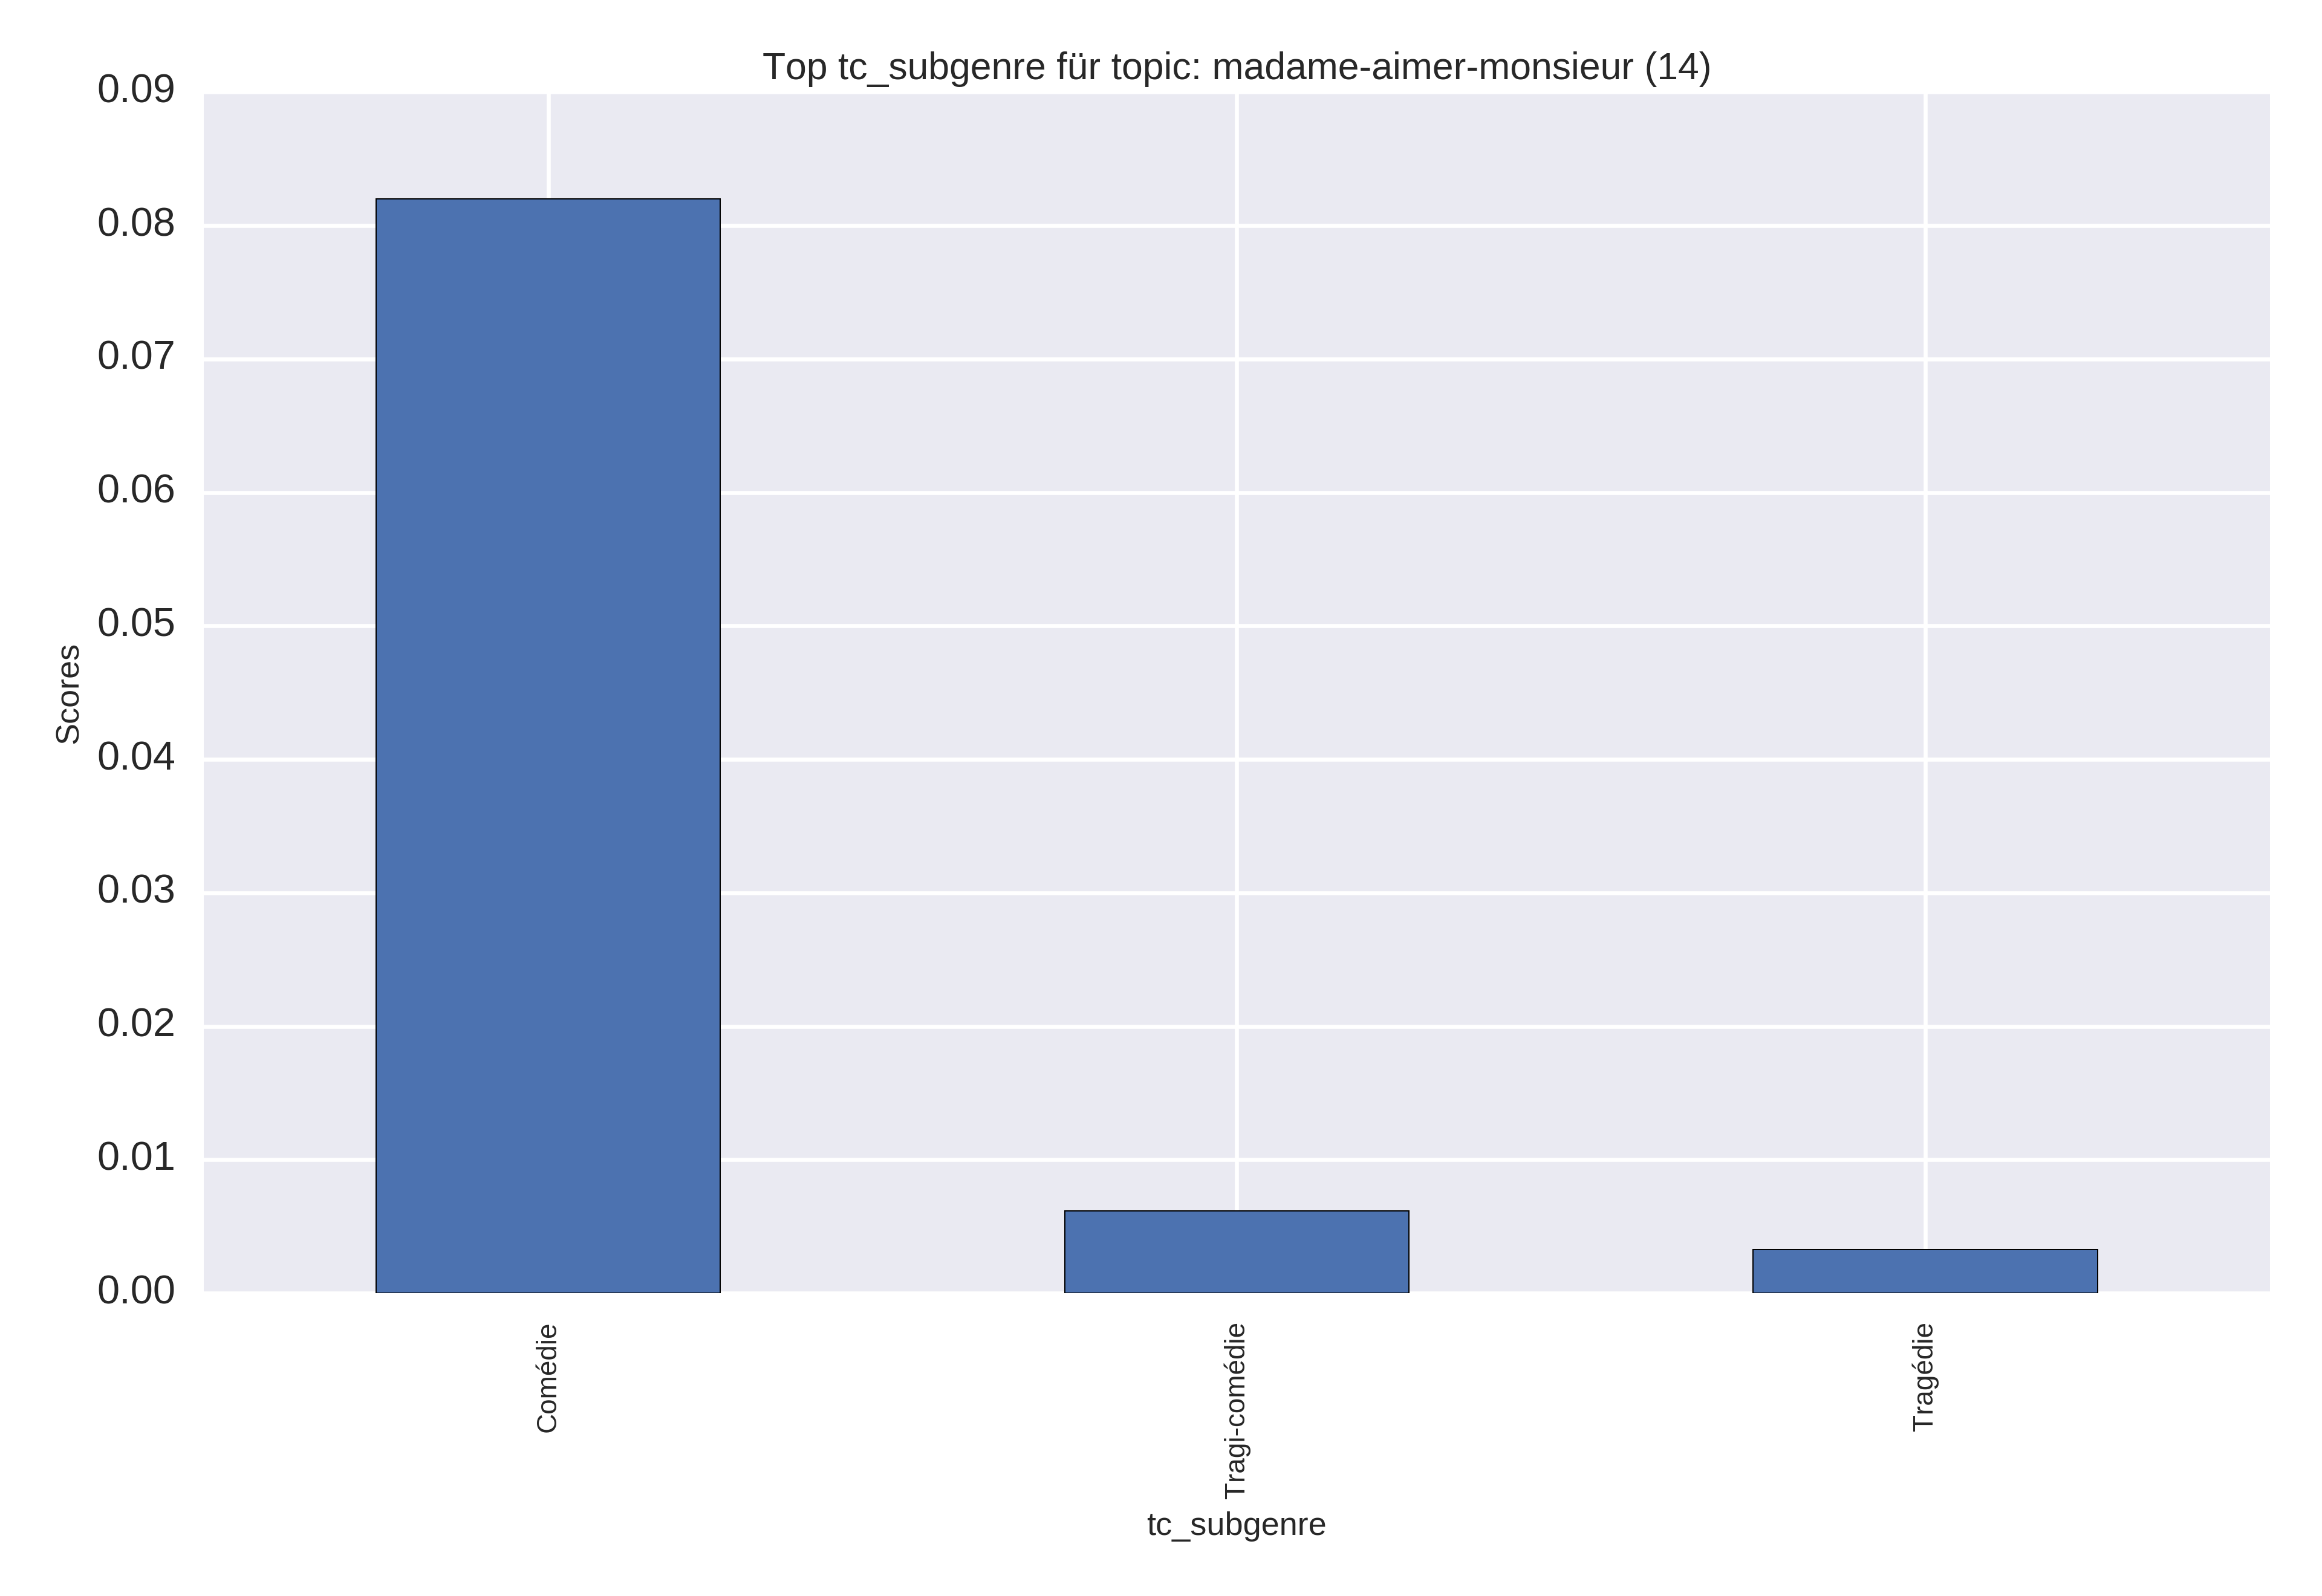 Top tc_subgenre für topic: madame-aimer-monsieur (14)
0.09
0.08
0.07
0.06
0.05
0.04
0.03
0.02
0.01
0.00
Scores
Comédie
Tragi-comédie
Tragédie
tc_subgenre